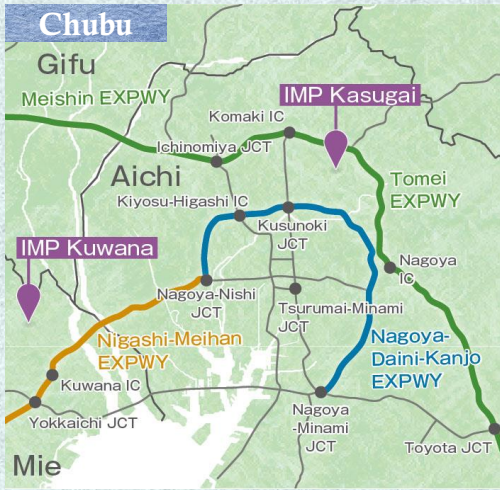 Chubu
Gifu
Meishin EXPWY
IMP Kasugai
Komaki IC
Ichinomiya JCT
Aichi
Tomei
EXPWY
Kiyosu-Higashi IC
Kusunoki
JCT
IMP Kuwana
Nagoya
IC
Nagoya-Nishi
JCT
Tsurumai-Minami
JCT
Nigashi-Meihan
EXPWY
Nagoya-
Daini-Kanjo
EXPWY
Kuwana IC
Yokkaichi JCT
Nagoya
-Minami
JCT
Toyota JCT
Mie